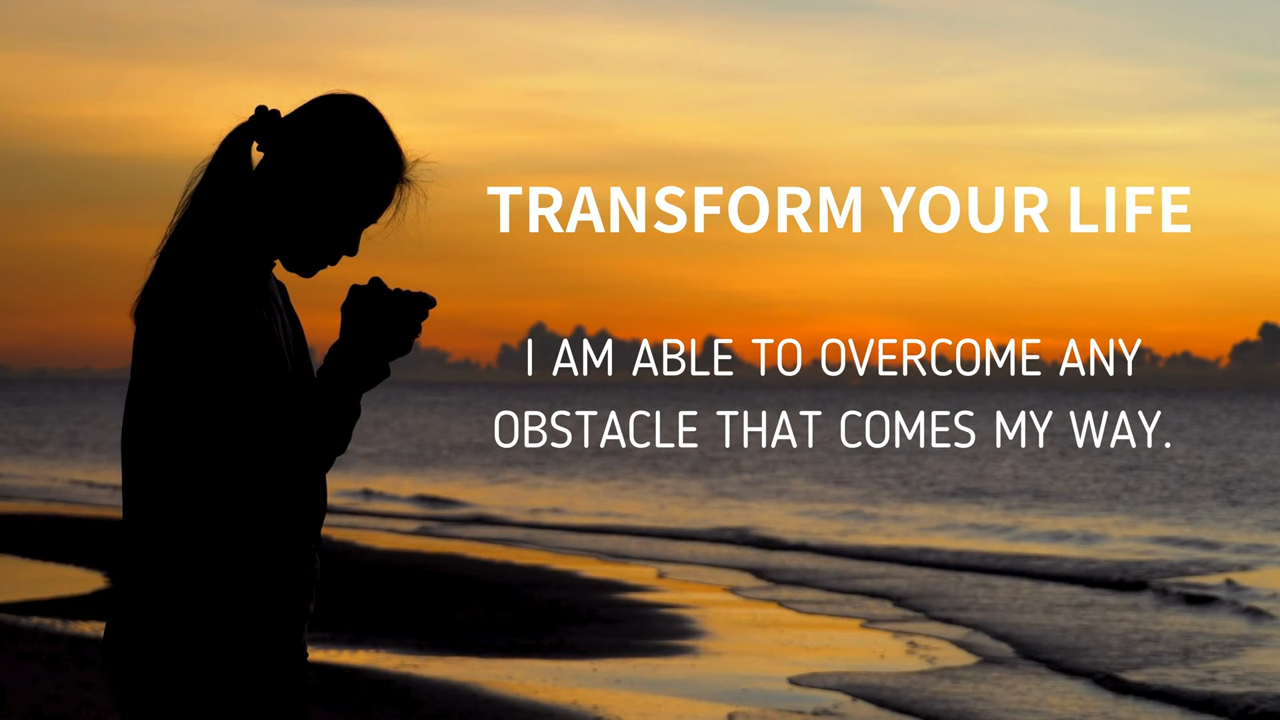 TRANSFORM YOUR LIFE
I AM ABLE TO OVERCOME ANY
OBSTACLE THAT COMES MY WAY.